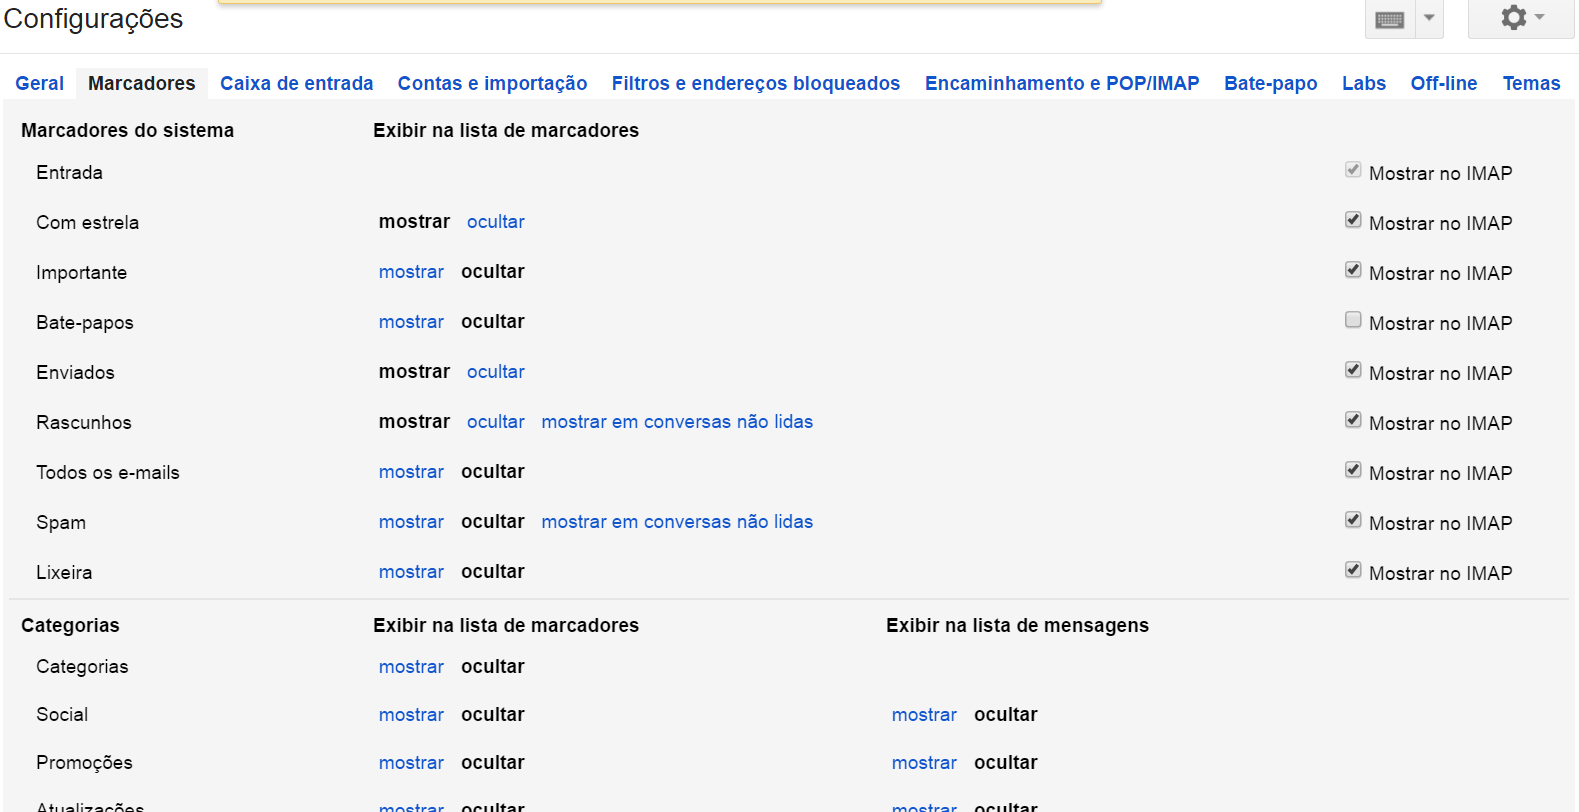 Configurações
Geral Marcadores Caixa de entrada Contas e importação Filtros e endereços bloqueados Encaminhamento e POP/IMAP Bate-papo Labs Off-line Temas
Marcadores do sistema Exibir na lista de marcadores
Entrada Mostrar no IMAP
Com estrela mostrar ocultar Mostrar no IMAP
Importante mostrar ocultar Mostrar no IMAP
Bate-papos mostrar ocultar Mostrar no IMAP
Enviados mostrar ocultar Mostrar no IMAP
Rascunhos mostrar ocultar mostrar em conversas não lidas Mostrar no IMAP
Todos os e-mails mostrar ocultar Mostrar no IMAP
Spam mostrar ocultar mostrar em conversas não lidas Mostrar no IMAP
Lixeira mostrar ocultar Mostrar no IMAP
Categorias Exibir na lista de marcadores Exibir na lista de mensagens
Categorias mostrar ocultar
Social mostrar ocultar mostrar ocultar
Promoções mostrar ocultar mostrar ocultar
Atualizações mostrar ocultar mostrar ocultar